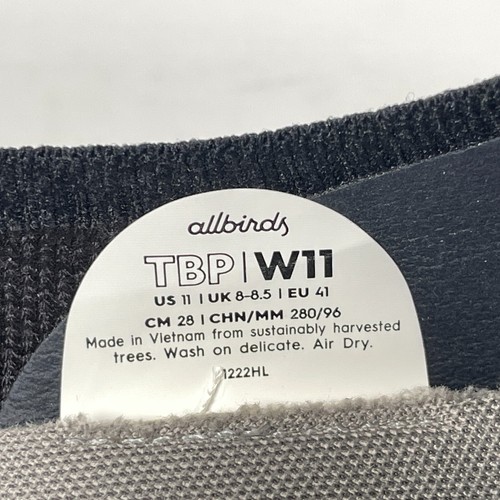 allbirds
TBP | W11
US 11 | UK 8-8.5 | EU 41
CM 28 | CHN/MM 280/96
Made in Vietnam from sustainably harvested
trees. Wash on delicate. Air Dry.
1222HL